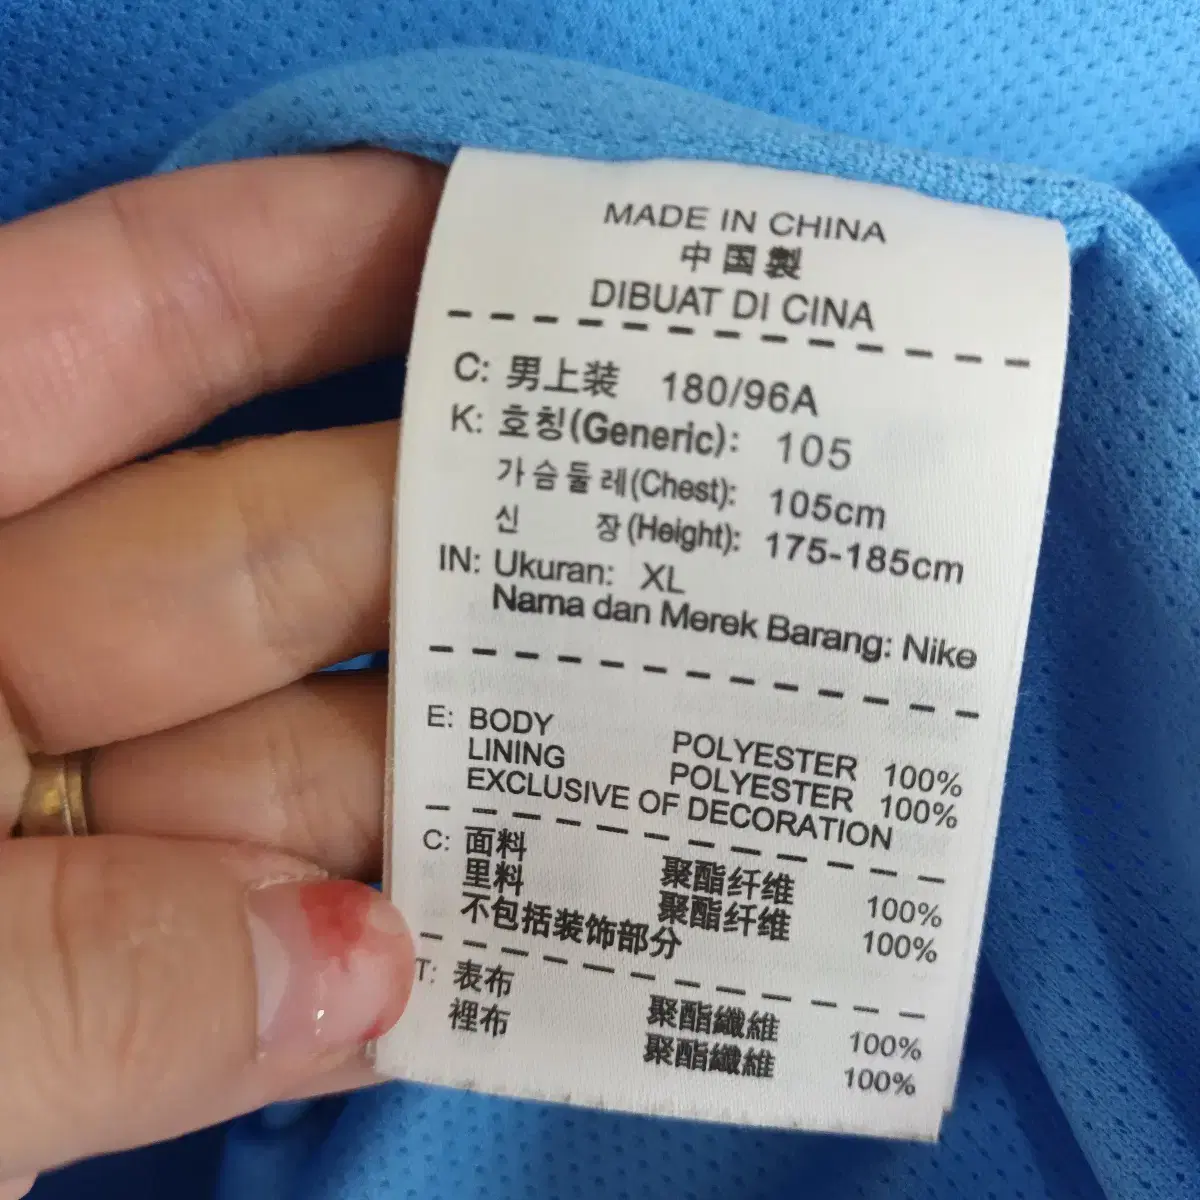 MADE IN CHINA
中国製
DIBUAT DI CINA
C: 男上装 180/96A
K: 호칭(Generic): 105
가슴둘레(Chest): 105cm
신 장(Height): 175-185cm
IN: Ukuran: XL
Nama dan Merek Barang: Nike
E: BODY POLYESTER 100%
LINING POLYESTER 100%
EXCLUSIVE OF DECORATION
C: 面料 聚酯纤维 100%
里料 聚酯纤维 100%
不包括装饰部分
T: 表布 聚酯纖維 100%
裡布 聚酯纖維 100%